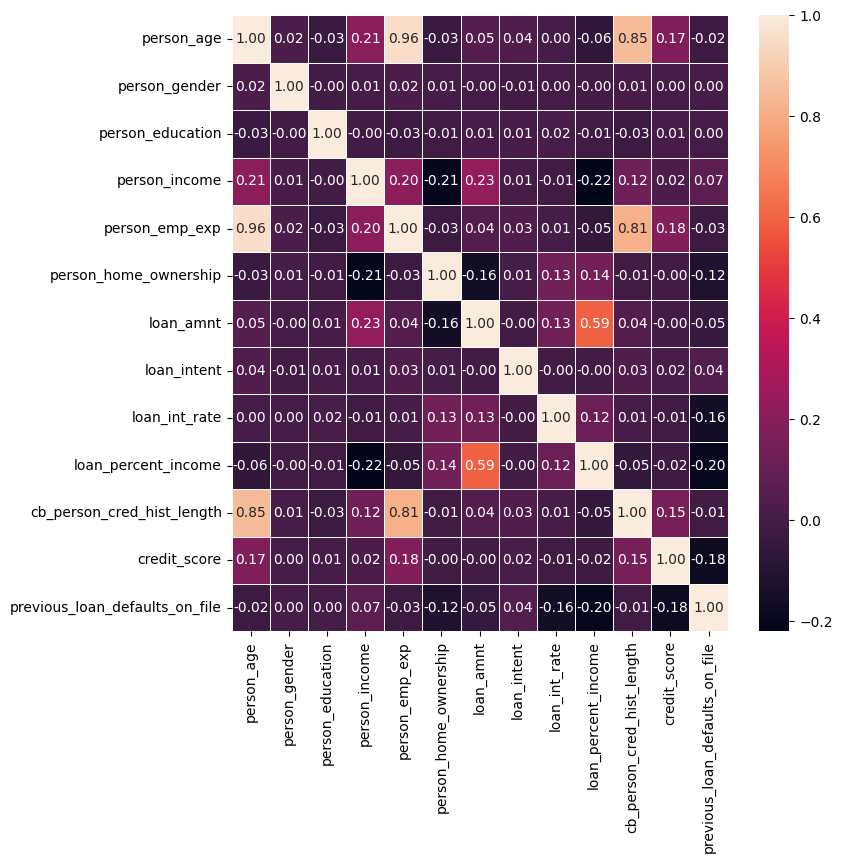 person_age 1.00 0.02 -0.03 0.21 0.96 -0.03 0.05 0.04 0.00 -0.06 0.85 0.17 -0.02
person_gender 0.02 1.00 -0.00 0.01 0.02 0.01 -0.00 -0.01 0.00 -0.00 0.01 0.00 0.00
person_education -0.03 -0.00 1.00 -0.00 -0.03 -0.01 0.01 0.01 0.02 -0.01 -0.03 0.01 0.00
person_income 0.21 0.01 -0.00 1.00 0.20 -0.21 0.23 0.01 -0.01 -0.22 0.12 0.02 0.07
person_emp_exp 0.96 0.02 -0.03 0.20 1.00 -0.03 0.04 0.03 0.01 -0.05 0.81 0.18 -0.03
person_home_ownership -0.03 0.01 -0.01 -0.21 -0.03 1.00 -0.16 0.01 0.13 0.14 -0.01 -0.00 -0.12
loan_amnt 0.05 -0.00 0.01 0.23 0.04 -0.16 1.00 -0.00 0.13 0.59 0.04 -0.00 -0.05
loan_intent 0.04 -0.01 0.01 0.01 0.03 0.01 -0.00 1.00 -0.00 -0.00 0.03 0.02 0.04
loan_int_rate 0.00 0.00 0.02 -0.01 0.01 0.13 0.13 -0.00 1.00 0.12 0.01 -0.01 -0.16
loan_percent_income -0.06 -0.00 -0.01 -0.22 -0.05 0.14 0.59 -0.00 0.12 1.00 -0.05 -0.02 -0.20
cb_person_cred_hist_length 0.85 0.01 -0.03 0.12 0.81 -0.01 0.04 0.03 0.01 -0.05 1.00 0.15 -0.01
credit_score 0.17 0.00 0.01 0.02 0.18 -0.00 -0.00 0.02 -0.01 -0.02 0.15 1.00 -0.18
previous_loan_defaults_on_file -0.02 0.00 0.00 0.07 -0.03 -0.12 -0.05 0.04 -0.16 -0.20 -0.01 -0.18 1.00
person_age
person_gender
person_education
person_income
person_emp_exp
person_home_ownership
loan_amnt
loan_intent
loan_int_rate
loan_percent_income
cb_person_cred_hist_length
credit_score
previous_loan_defaults_on_file
1.0
0.8
0.6
0.4
0.2
0.0
−0.2